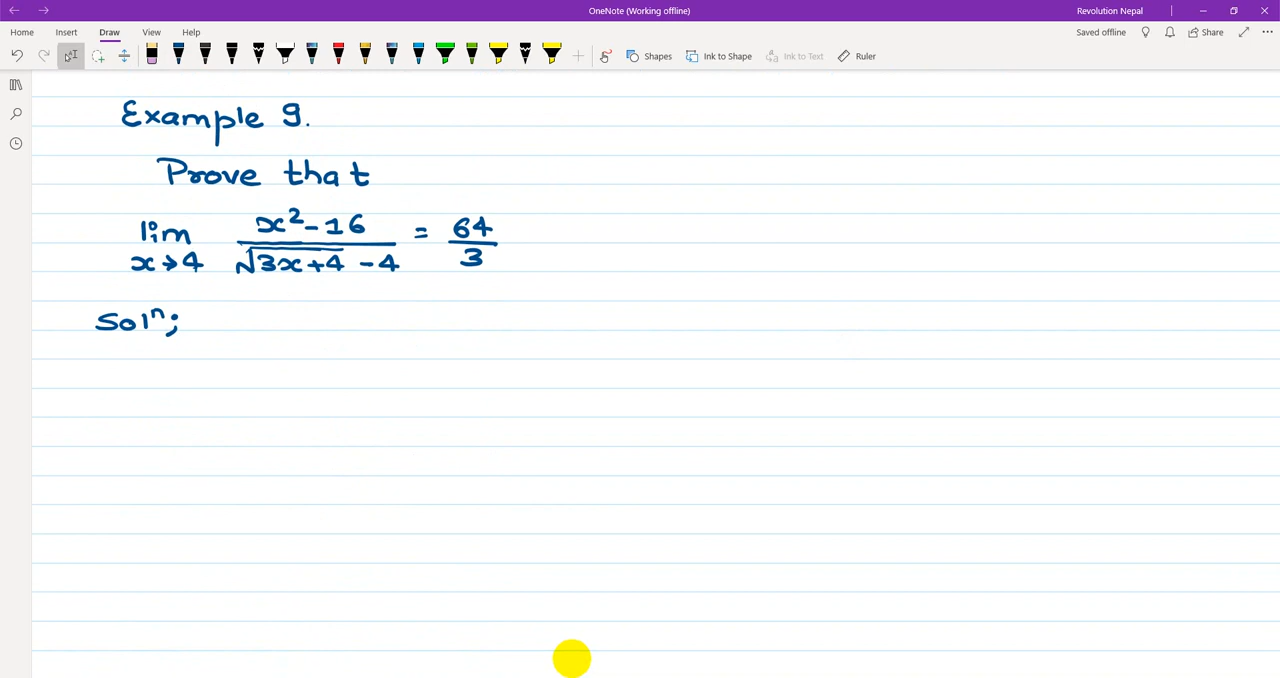 OneNote (Working offline)
Revolution Nepal
Home Insert Draw View Help
Saved offline Share
Shapes Ink to Shape Ink to Text Ruler
Example 9.
Prove that
lim x→4 x²-16 / √3x+4 -4 = 64/3
Solⁿ;